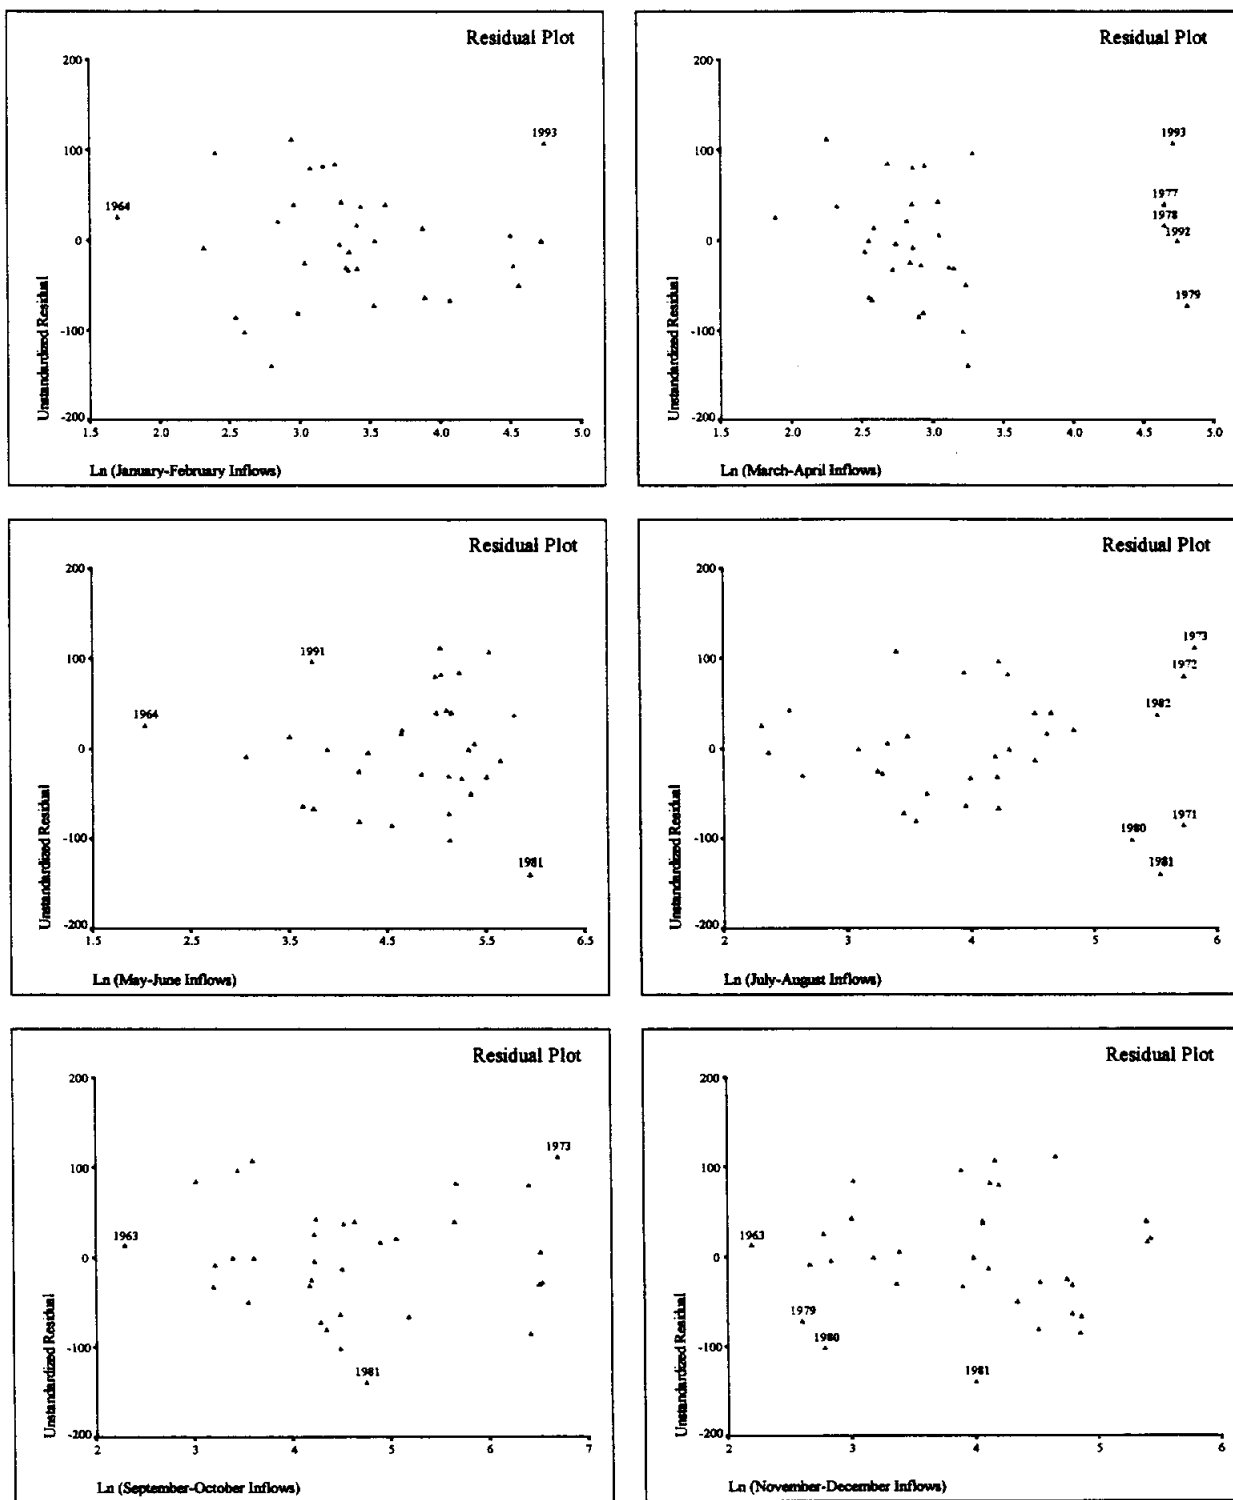 Residual Plot
200
100
0
-100
-200
Unstandardized Residual
1993
1964
1.5 2.0 2.5 3.0 3.5 4.0 4.5 5.0
Ln (January-February Inflows)
Residual Plot
200
100
0
-100
-200
Unstandardized Residual
1993
1977
1978
1992
1979
1.5 2.0 2.5 3.0 3.5 4.0 4.5 5.0
Ln (March-April Inflows)
Residual Plot
200
100
0
-100
-200
Unstandardized Residual
1991
1964
1981
1.5 3.5 4.5 5.5 6.5
Ln (May-June Inflows)
Residual Plot
200
100
0
-100
-200
Unstandardized Residual
1973
1972
1982
1971
1980
1981
2 3 4 5 6
Ln (July-August Inflows)
Residual Plot
200
100
0
-100
-200
Unstandardized Residual
1973
1963
1981
2 3 4 5 6 7
Ln (September-October Inflows)
Residual Plot
200
100
0
-100
-200
Unstandardized Residual
1963
1979
1980
1981
2 3 4 5 6
Ln (November-December Inflows)